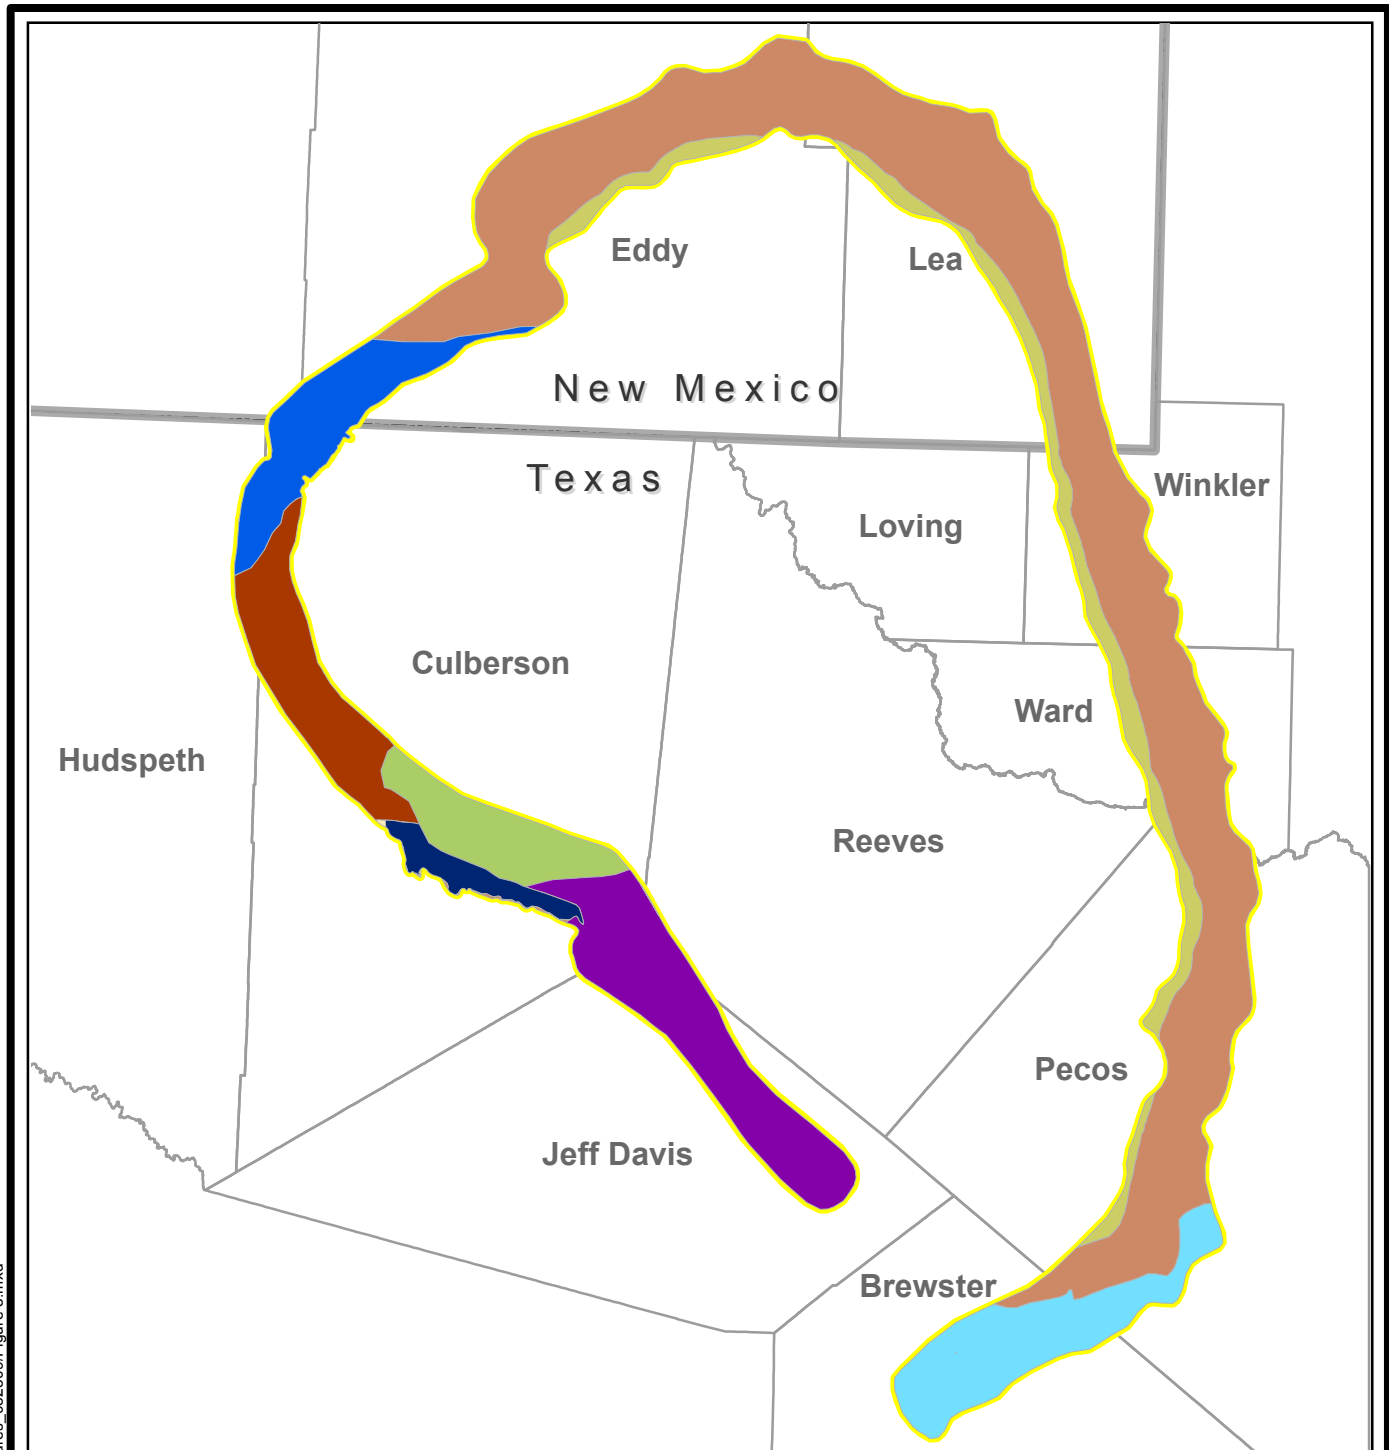 Eddy
Lea
New Mexico
Texas
Winkler
Loving
Culberson
Ward
Hudspeth
Reeves
Pecos
Jeff Davis
Brewster